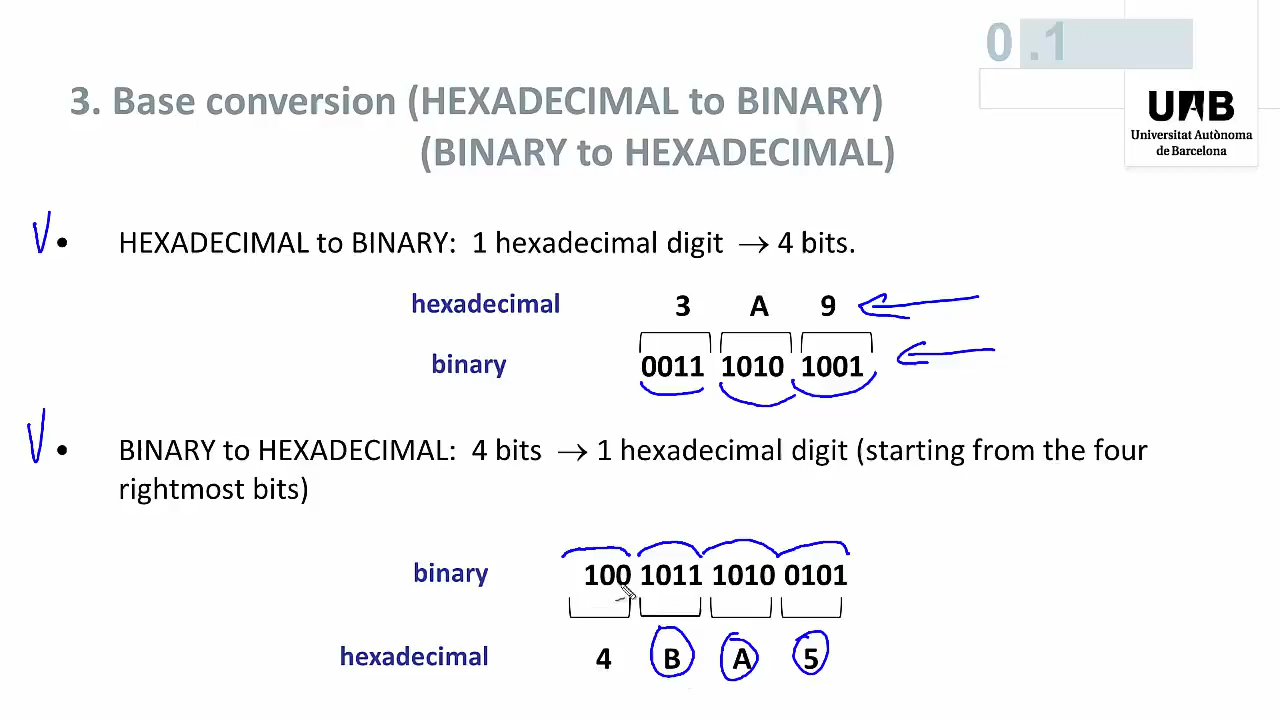 0.1
3. Base conversion (HEXADECIMAL to BINARY)
(BINARY to HEXADECIMAL)
UAB
Universitat Autònoma
de Barcelona
• HEXADECIMAL to BINARY: 1 hexadecimal digit → 4 bits.
hexadecimal 3 A 9
binary 0011 1010 1001
• BINARY to HEXADECIMAL: 4 bits → 1 hexadecimal digit (starting from the four
rightmost bits)
binary 100 1011 1010 0101
hexadecimal 4 B A 5